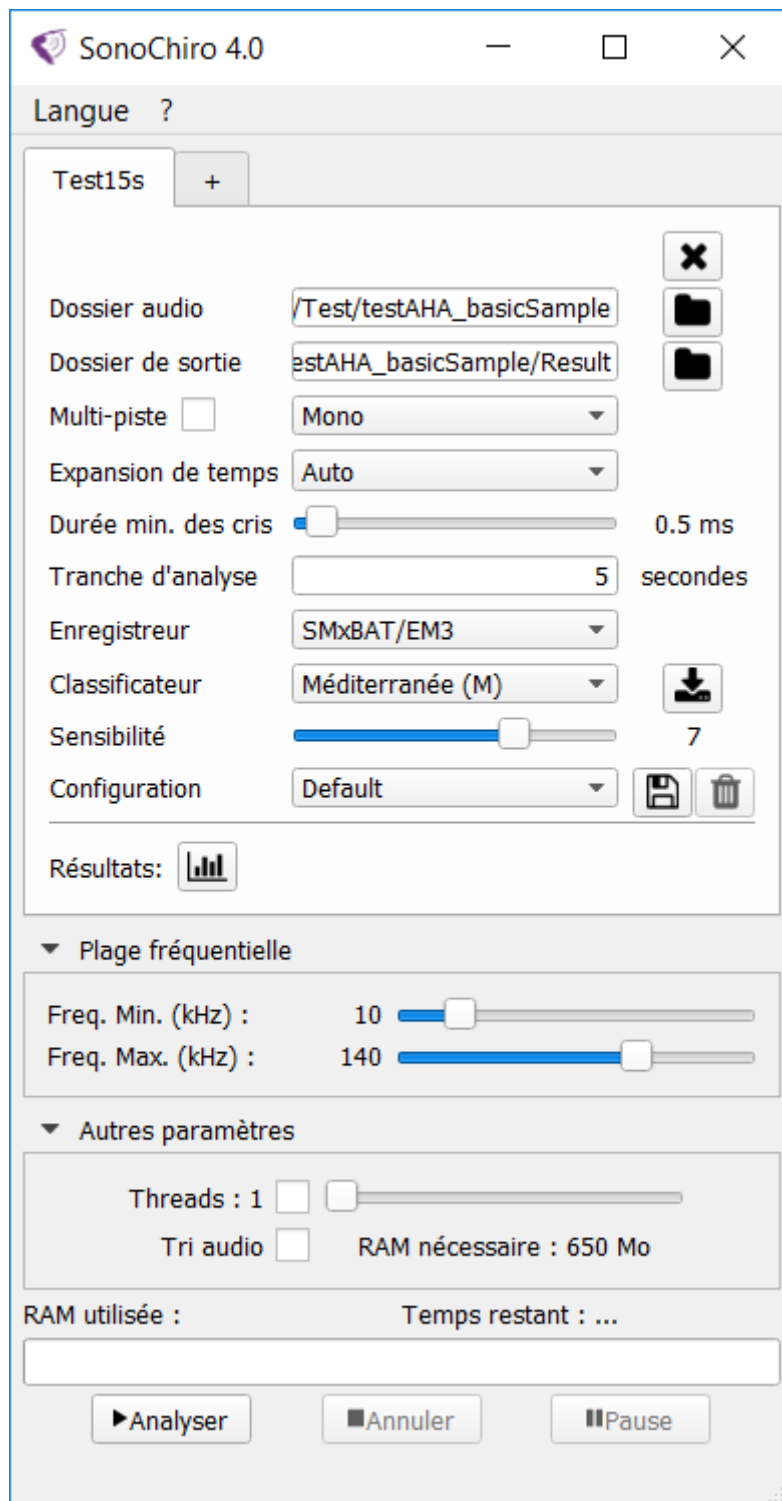 SonoChiro 4.0
Langue ?
Test15s +
Dossier audio /Test/testAHA_basicSample
Dossier de sortie estAHA_basicSample/Result
Multi-piste Mono
Expansion de temps Auto
Durée min. des cris 0.5 ms
Tranche d'analyse 5 secondes
Enregistreur SMxBAT/EM3
Classificateur Méditerranée (M)
Sensibilité 7
Configuration Default
Résultats:
Plage fréquentielle
Freq. Min. (kHz) : 10
Freq. Max. (kHz) : 140
Autres paramètres
Threads : 1
Tri audio RAM nécessaire : 650 Mo
RAM utilisée : Temps restant : ...
Analyser Annuler Pause